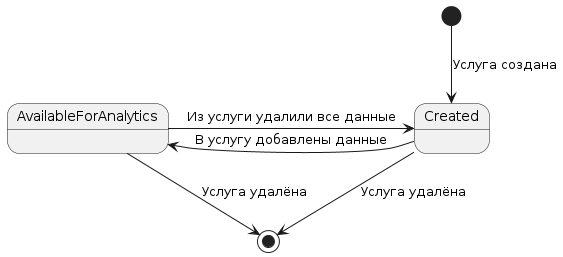 Услуга создана
AvailableForAnalytics
Из услуги удалили все данные
Created
В услугу добавлены данные
Услуга удалёна
Услуга удалёна